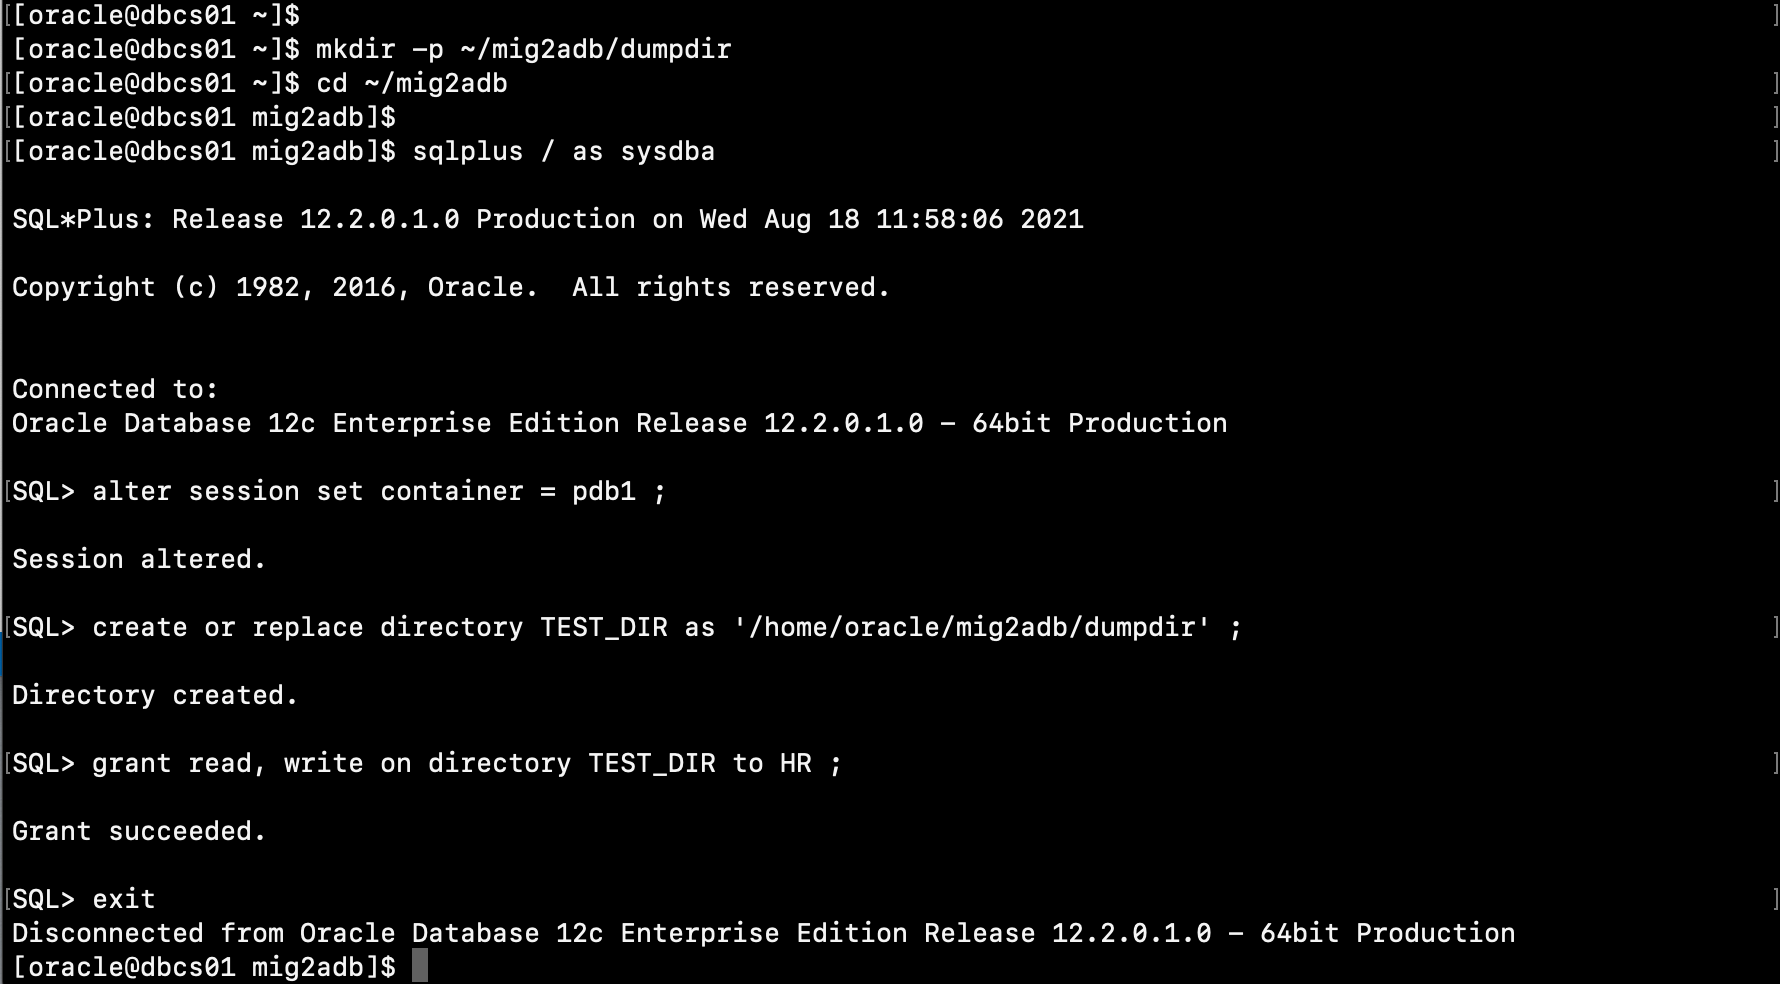 [[oracle@dbcs01 ~]$ ]
[oracle@dbcs01 ~]$ mkdir -p ~/mig2adb/dumpdir
[[oracle@dbcs01 ~]$ cd ~/mig2adb ]
[[oracle@dbcs01 mig2adb]$ ]
[[oracle@dbcs01 mig2adb]$ sqlplus / as sysdba ]
SQL*Plus: Release 12.2.0.1.0 Production on Wed Aug 18 11:58:06 2021
Copyright (c) 1982, 2016, Oracle.  All rights reserved.
Connected to:
Oracle Database 12c Enterprise Edition Release 12.2.0.1.0 - 64bit Production
[SQL> alter session set container = pdb1 ; ]
Session altered.
[SQL> create or replace directory TEST_DIR as '/home/oracle/mig2adb/dumpdir' ; ]
Directory created.
[SQL> grant read, write on directory TEST_DIR to HR ; ]
Grant succeeded.
[SQL> exit ]
Disconnected from Oracle Database 12c Enterprise Edition Release 12.2.0.1.0 - 64bit Production
[oracle@dbcs01 mig2adb]$